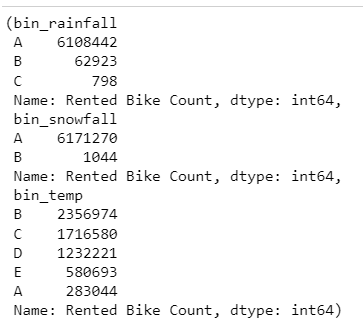 (bin_rainfall
A    6108442
B      62923
C        798
Name: Rented Bike Count, dtype: int64,
bin_snowfall
A    6171270
B       1044
Name: Rented Bike Count, dtype: int64,
bin_temp
B    2356974
C    1716580
D    1232221
E     580693
A     283044
Name: Rented Bike Count, dtype: int64)